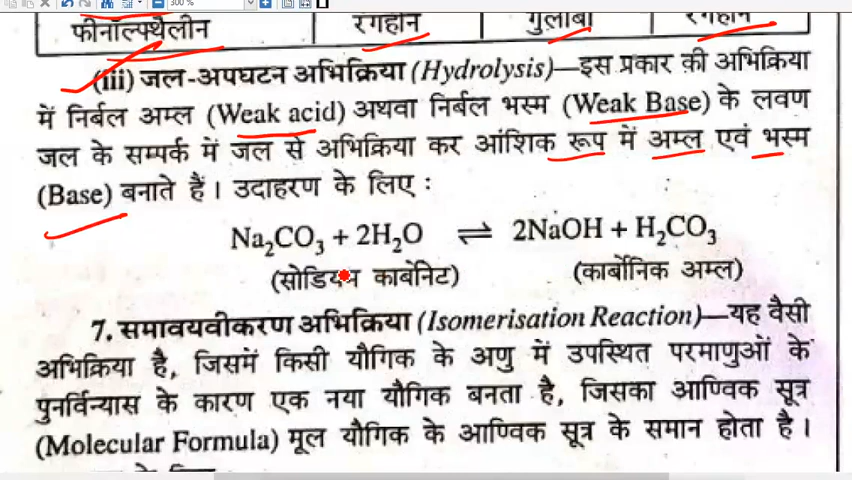 300 %
फीनॉल्फ्थैलीन रंगहीन गुलाबी रंगहीन
(iii) जल-अपघटन अभिक्रिया (Hydrolysis)—इस प्रकार की अभिक्रिया
में निर्बल अम्ल (Weak acid) अथवा निर्बल भस्म (Weak Base) के लवण
जल के सम्पर्क में जल से अभिक्रिया कर आंशिक रूप में अम्ल एवं भस्म
(Base) बनाते हैं। उदाहरण के लिए :
Na₂CO₃ + 2H₂O ⇌ 2NaOH + H₂CO₃
(सोडियम कार्बोनेट) (कार्बोनिक अम्ल)
7. समावयवीकरण अभिक्रिया (Isomerisation Reaction)—यह वैसी
अभिक्रिया है, जिसमें किसी यौगिक के अणु में उपस्थित परमाणुओं के
पुनर्विन्यास के कारण एक नया यौगिक बनता है, जिसका आण्विक सूत्र
(Molecular Formula) मूल यौगिक के आण्विक सूत्र के समान होता है।